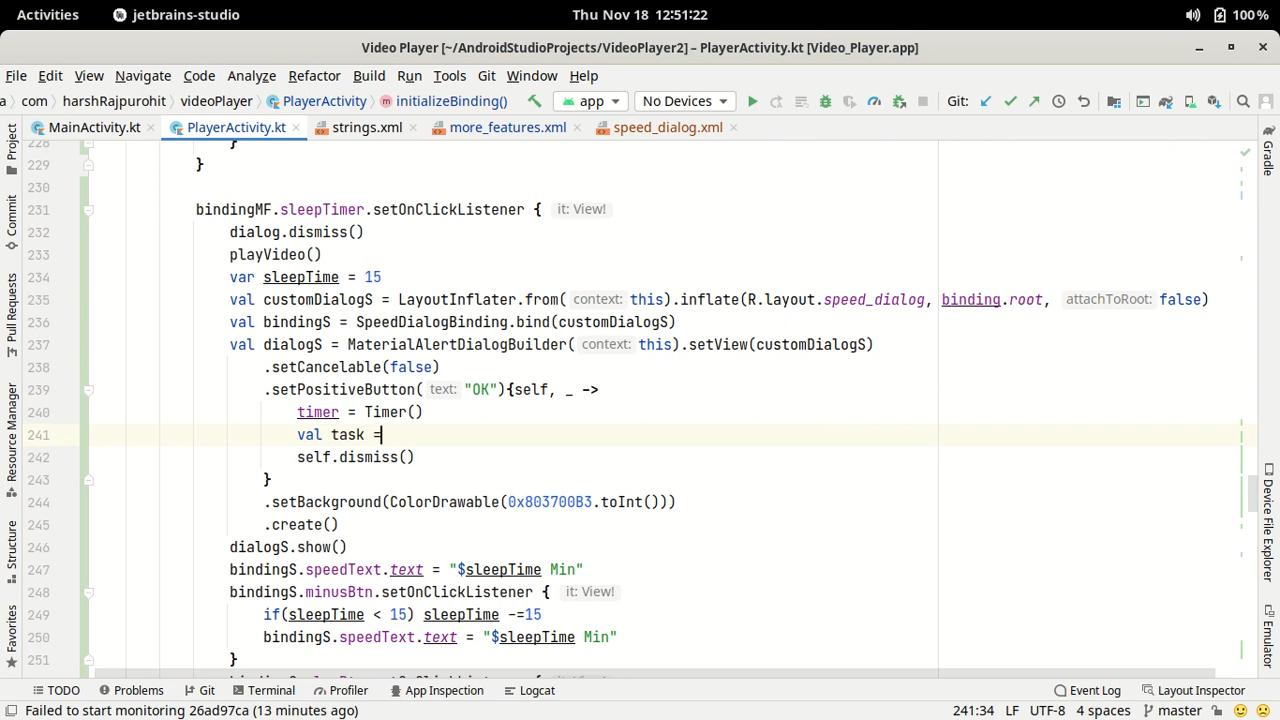 Activities jetbrains-studio Thu Nov 18 12:51:22 100%
Video Player [~/AndroidStudioProjects/VideoPlayer2] – PlayerActivity.kt [Video_Player.app]
File Edit View Navigate Code Analyze Refactor Build Run Tools Git Window Help
a com harshRajpurohit videoPlayer PlayerActivity initializeBinding() app No Devices Git:
MainActivity.kt PlayerActivity.kt strings.xml more_features.xml speed_dialog.xml
228 }
229 }
230
231 bindingMF.sleepTimer.setOnClickListener { it: View!
232 dialog.dismiss()
233 playVideo()
234 var sleepTime = 15
235 val customDialogS = LayoutInflater.from( context: this).inflate(R.layout.speed_dialog, binding.root, attachToRoot: false)
236 val bindingS = SpeedDialogBinding.bind(customDialogS)
237 val dialogS = MaterialAlertDialogBuilder( context: this).setView(customDialogS)
238 .setCancelable(false)
239 .setPositiveButton( text: "OK"){self, _ ->
240 timer = Timer()
241 val task =
242 self.dismiss()
243 }
244 .setBackground(ColorDrawable(0x803700B3.toInt()))
245 .create()
246 dialogS.show()
247 bindingS.speedText.text = "$sleepTime Min"
248 bindingS.minusBtn.setOnClickListener { it: View!
249 if(sleepTime < 15) sleepTime -=15
250 bindingS.speedText.text = "$sleepTime Min"
251 }
Project
Commit
Pull Requests
Resource Manager
Structure
Favorites
Gradle
Device File Explorer
Emulator
TODO Problems Git Terminal Profiler App Inspection Logcat Event Log Layout Inspector
Failed to start monitoring 26ad97ca (13 minutes ago) 241:34 LF UTF-8 4 spaces master